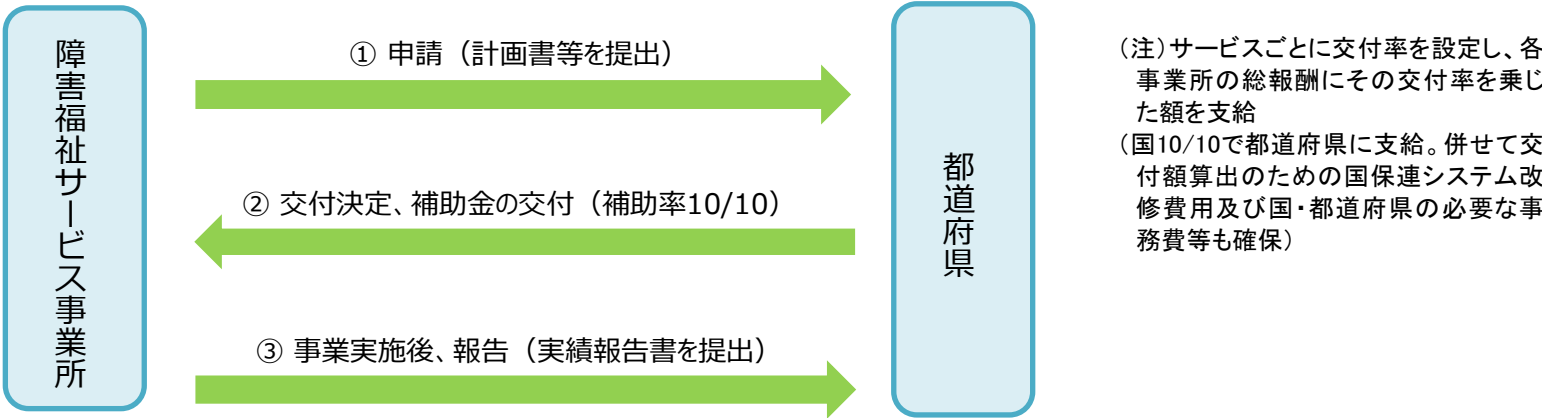 障害福祉サービス事業所
① 申請（計画書等を提出）
② 交付決定、補助金の交付（補助率10/10）
③ 事業実施後、報告（実績報告書を提出）
都道府県
（注）サービスごとに交付率を設定し、各
事業所の総報酬にその交付率を乗じ
た額を支給
（国10/10で都道府県に支給。併せて交
付額算出のための国保連システム改
修費用及び国・都道府県の必要な事
務費等も確保）